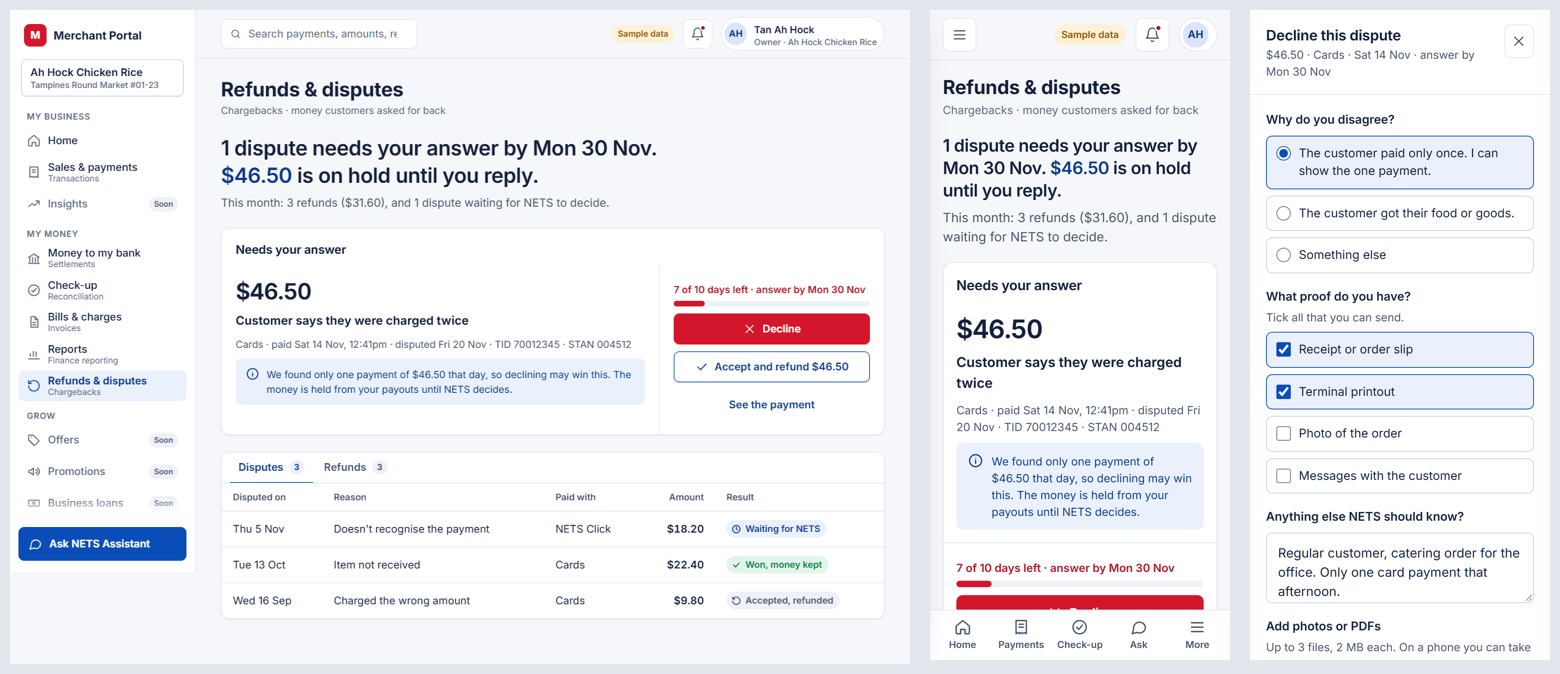 M Merchant Portal
Ah Hock Chicken Rice
Tampines Round Market #01-23
MY BUSINESS
Home
Sales & payments
Transactions
Insights Soon
MY MONEY
Money to my bank
Settlements
Check-up
Reconciliation
Bills & charges
Invoices
Reports
Finance reporting
Refunds & disputes
Chargebacks
GROW
Offers Soon
Promotions Soon
Business loans Soon
Ask NETS Assistant
Search payments, amounts, re
Sample data
AH
Tan Ah Hock
Owner · Ah Hock Chicken Rice
Refunds & disputes
Chargebacks · money customers asked for back
1 dispute needs your answer by Mon 30 Nov.
$46.50 is on hold until you reply.
This month: 3 refunds ($31.60), and 1 dispute waiting for NETS to decide.
Needs your answer
$46.50
Customer says they were charged twice
Cards · paid Sat 14 Nov, 12:41pm · disputed Fri 20 Nov · TID 70012345 · STAN 004512
We found only one payment of $46.50 that day, so declining may win this. The
money is held from your payouts until NETS decides.
7 of 10 days left · answer by Mon 30 Nov
Decline
Accept and refund $46.50
See the payment
Disputes 3 Refunds 3
Disputed on Reason Paid with Amount Result
Thu 5 Nov Doesn't recognise the payment NETS Click $18.20 Waiting for NETS
Tue 13 Oct Item not received Cards $22.40 Won, money kept
Wed 16 Sep Charged the wrong amount Cards $9.80 Accepted, refunded
Sample data
AH
Refunds & disputes
Chargebacks · money customers asked for back
1 dispute needs your answer by
Mon 30 Nov. $46.50 is on hold
until you reply.
This month: 3 refunds ($31.60), and 1 dispute
waiting for NETS to decide.
Needs your answer
$46.50
Customer says they were charged
twice
Cards · paid Sat 14 Nov, 12:41pm · disputed Fri
20 Nov · TID 70012345 · STAN 004512
We found only one payment of
$46.50 that day, so declining may win
this. The money is held from your
payouts until NETS decides.
7 of 10 days left · answer by Mon 30 Nov
Home Payments Check-up Ask More
Decline this dispute
$46.50 · Cards · Sat 14 Nov · answer by
Mon 30 Nov
Why do you disagree?
The customer paid only once. I can
show the one payment.
The customer got their food or goods.
Something else
What proof do you have?
Tick all that you can send.
Receipt or order slip
Terminal printout
Photo of the order
Messages with the customer
Anything else NETS should know?
Regular customer, catering order for the
office. Only one card payment that
afternoon.
Add photos or PDFs
Up to 3 files, 2 MB each. On a phone you can take